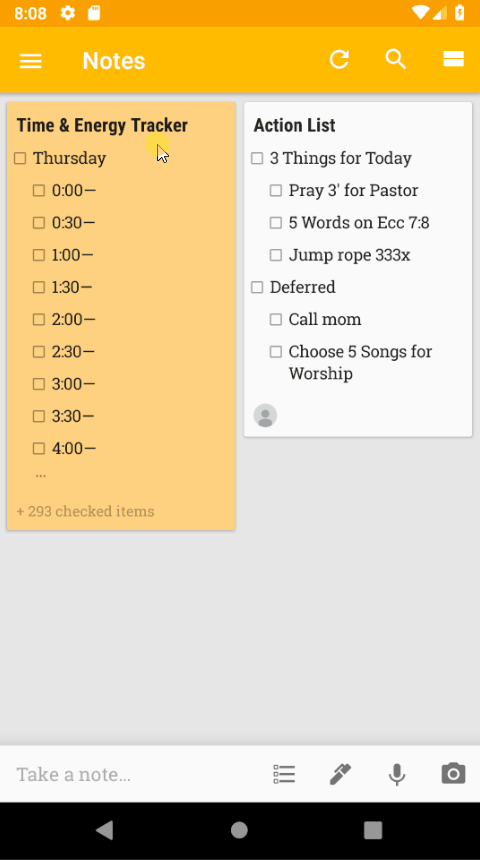 8:08
Notes
Time & Energy Tracker
Thursday
0:00—
0:30—
1:00—
1:30—
2:00—
2:30—
3:00—
3:30—
4:00—
...
+ 293 checked items
Action List
3 Things for Today
Pray 3' for Pastor
5 Words on Ecc 7:8
Jump rope 333x
Deferred
Call mom
Choose 5 Songs for
Worship
Take a note...